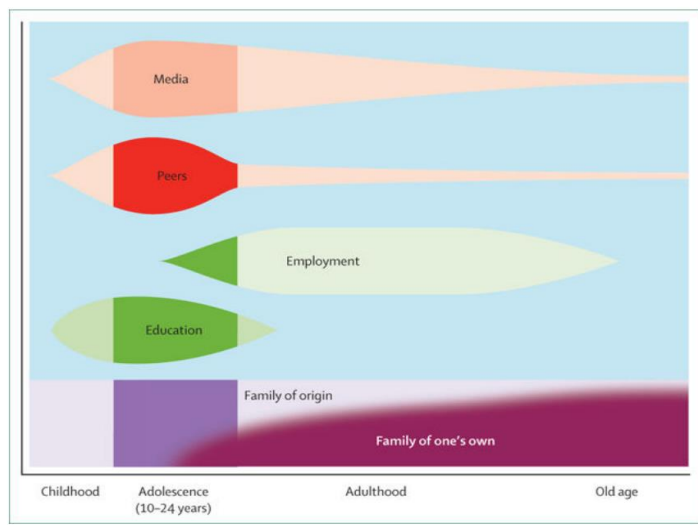 Media
Peers
Employment
Education
Family of origin
Family of one's own
Childhood
Adolescence
(10–24 years)
Adulthood
Old age